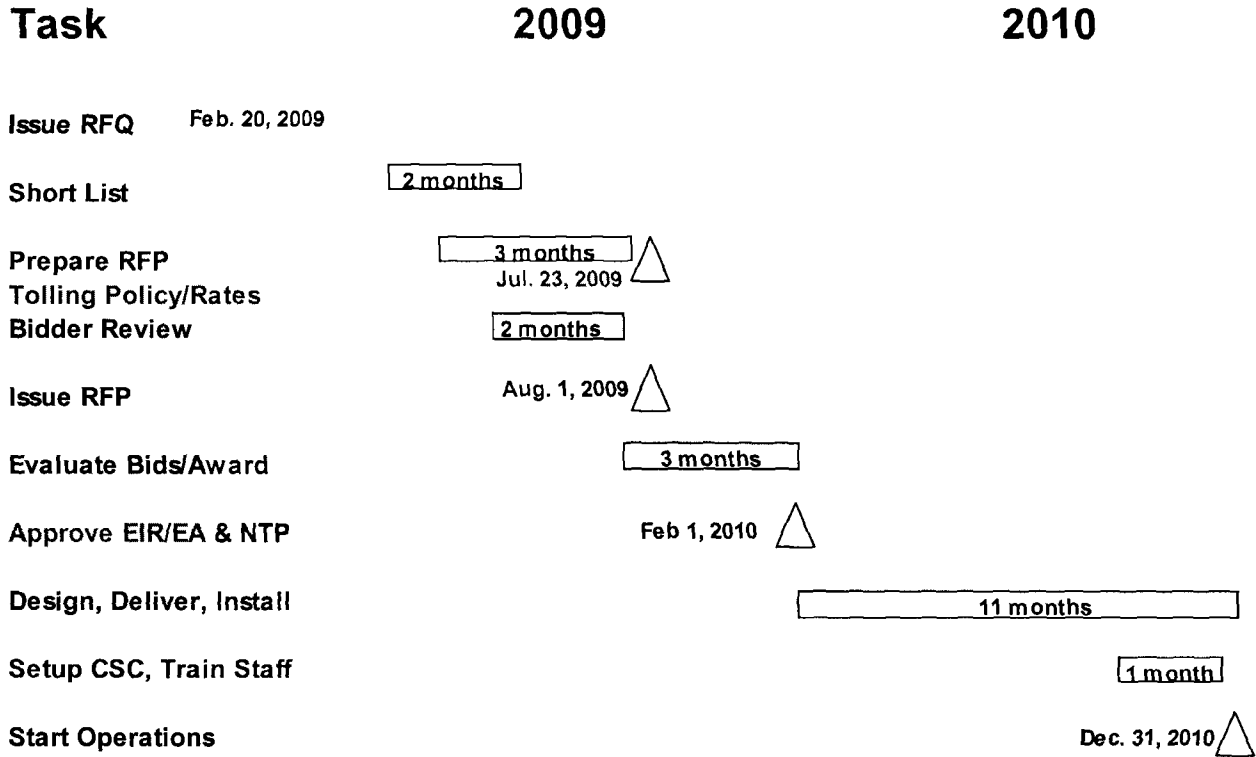 Task 2009 2010
Issue RFQ Feb. 20, 2009
Short List 2 months
Prepare RFP 3 months
Jul. 23, 2009
Tolling Policy/Rates
Bidder Review 2 months
Issue RFP Aug. 1, 2009
Evaluate Bids/Award 3 months
Approve EIR/EA & NTP Feb 1, 2010
Design, Deliver, Install 11 months
Setup CSC, Train Staff 1 month
Start Operations Dec. 31, 2010